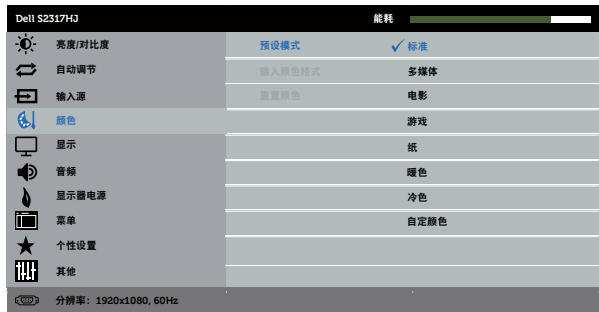 Dell S2317HJ 能耗
亮度/对比度 预设模式 标准
自动调节 输入颜色格式 多媒体
输入源 重置颜色 电影
颜色 游戏
显示 纸
音频 暖色
显示器电源 冷色
菜单 自定颜色
个性设置
其他
分辨率：1920x1080, 60Hz